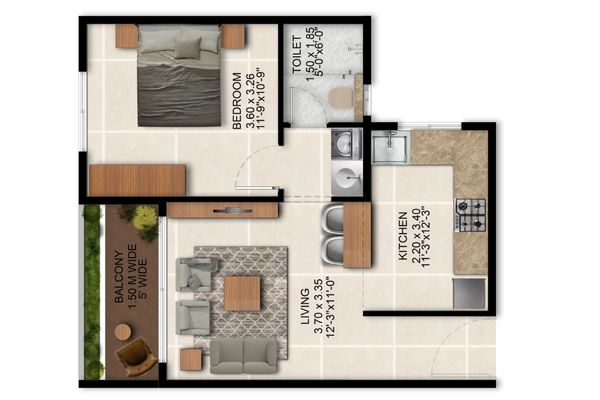 BEDROOM
3.60 x 3.26
11'-9"x10'-9"
TOILET
1.50 x 1.85
5'-0"x6'-0"
BALCONY
1.50 M WIDE
5' WIDE
LIVING
3.70 x 3.35
12'-3"x11'-0"
KITCHEN
2.20 x 3.40
11'-3"x12'-3"